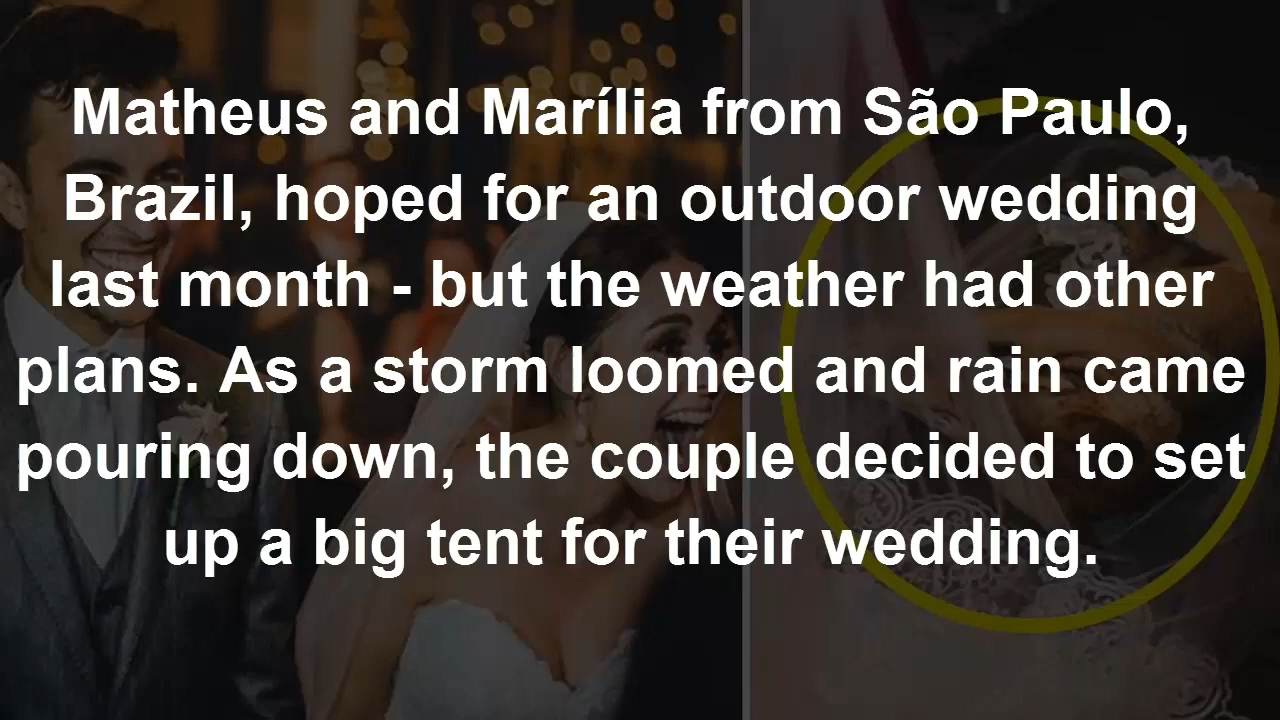 Matheus and Marília from São Paulo,
Brazil, hoped for an outdoor wedding
last month - but the weather had other
plans. As a storm loomed and rain came
pouring down, the couple decided to set
up a big tent for their wedding.